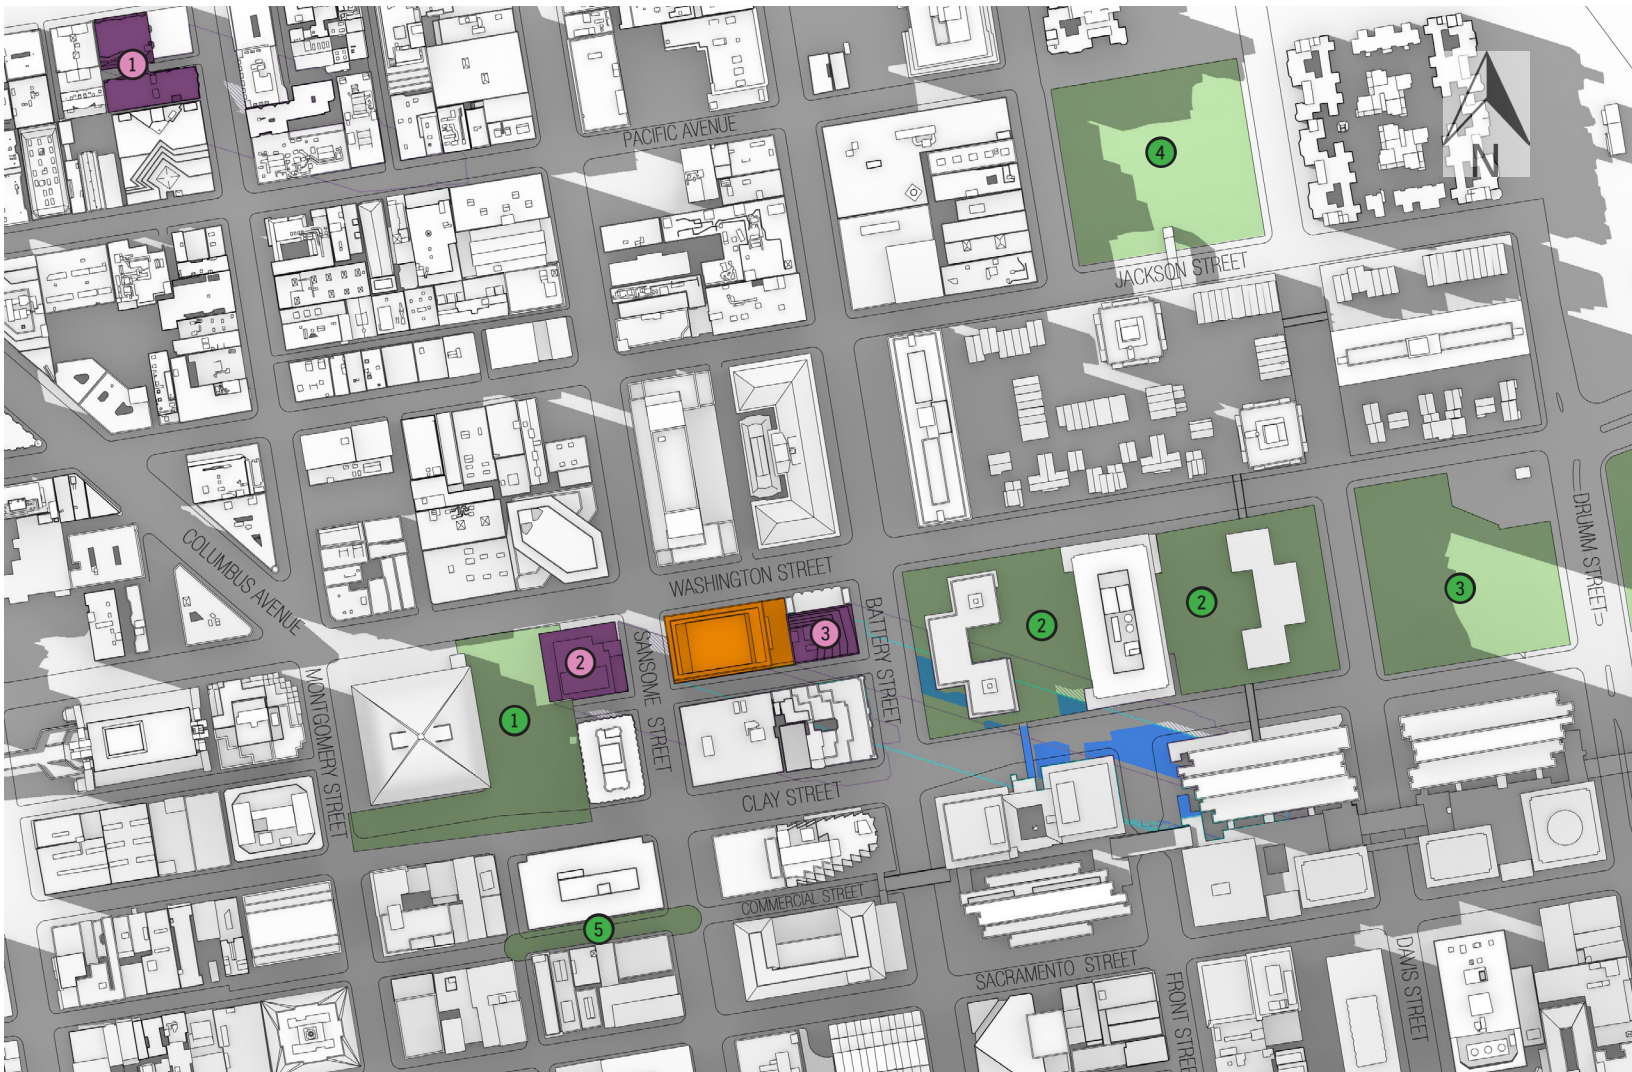 1
PACIFIC AVENUE
4
N
JACKSON STREET
COLUMBUS AVENUE
WASHINGTON STREET
DRUMM STREET
3
2
2
BATTERY STREET
3
SANSOME STREET
2
1
MONTGOMERY STREET
CLAY STREET
COMMERCIAL STREET
5
SACRAMENTO STREET
FRONT STREE
DAVIS STREET